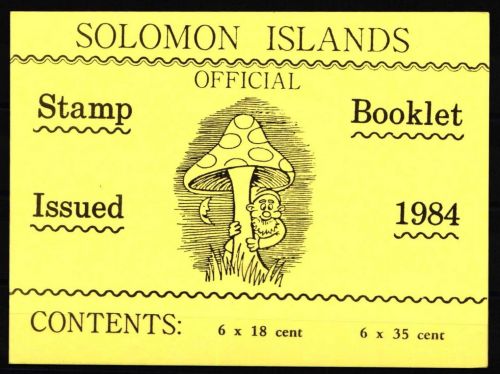 SOLOMON ISLANDS
OFFICIAL
Stamp Booklet
Issued 1984
CONTENTS: 6 x 18 cent 6 x 35 cent